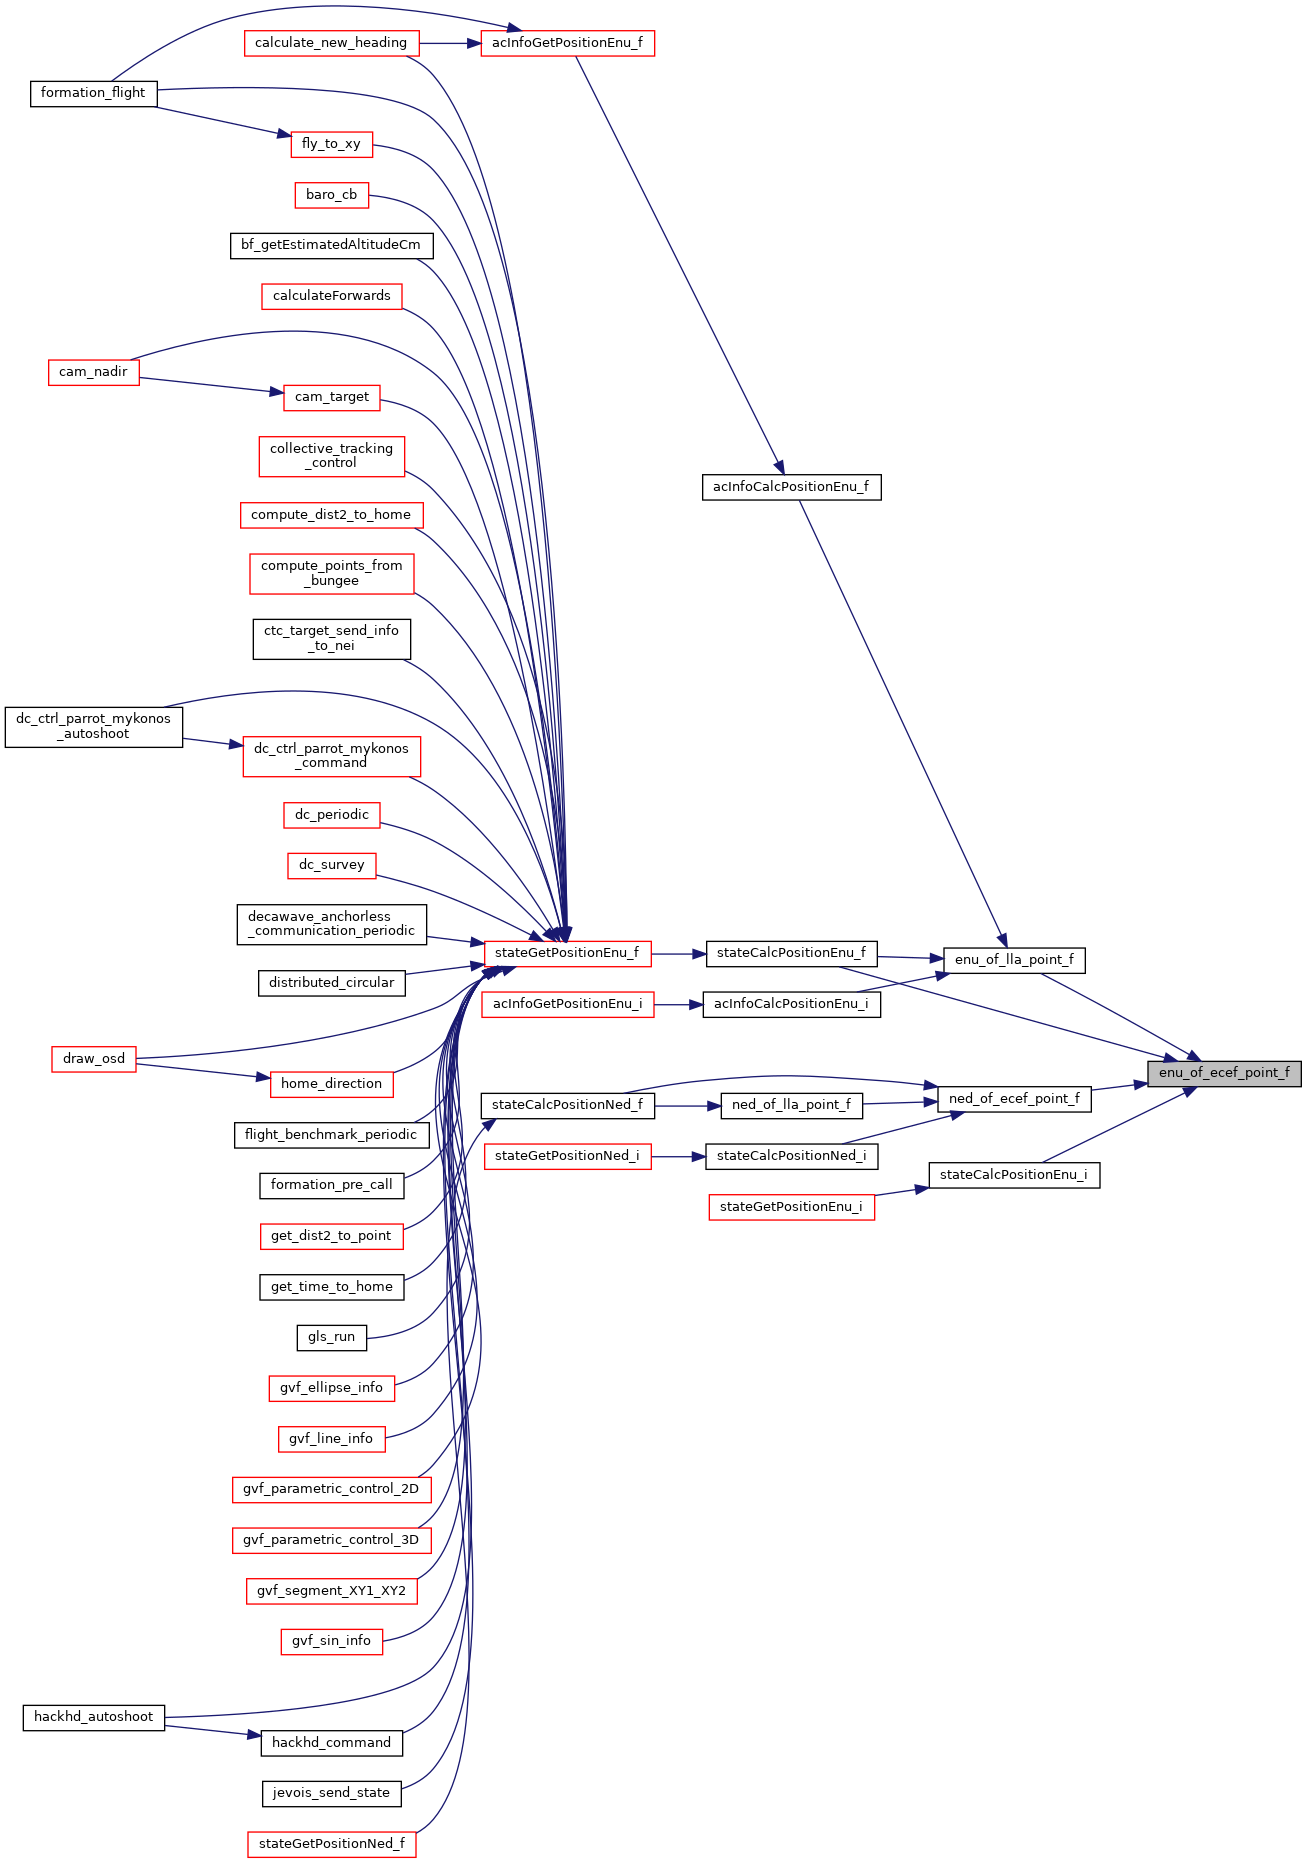 calculate_new_heading
acInfoGetPositionEnu_f
formation_flight
fly_to_xy
baro_cb
bf_getEstimatedAltitudeCm
calculateForwards
cam_nadir
cam_target
collective_tracking
_control
acInfoCalcPositionEnu_f
compute_dist2_to_home
compute_points_from
_bungee
ctc_target_send_info
_to_nei
dc_ctrl_parrot_mykonos
_autoshoot
dc_ctrl_parrot_mykonos
_command
dc_periodic
dc_survey
decawave_anchorless
_communication_periodic
stateGetPositionEnu_f
stateCalcPositionEnu_f
enu_of_lla_point_f
distributed_circular
acInfoGetPositionEnu_i
acInfoCalcPositionEnu_i
draw_osd
enu_of_ecef_point_f
home_direction
stateCalcPositionNed_f
ned_of_lla_point_f
ned_of_ecef_point_f
flight_benchmark_periodic
stateGetPositionNed_i
stateCalcPositionNed_i
stateCalcPositionEnu_i
formation_pre_call
stateGetPositionEnu_i
get_dist2_to_point
get_time_to_home
gls_run
gvf_ellipse_info
gvf_line_info
gvf_parametric_control_2D
gvf_parametric_control_3D
gvf_segment_XY1_XY2
gvf_sin_info
hackhd_autoshoot
hackhd_command
jevois_send_state
stateGetPositionNed_f